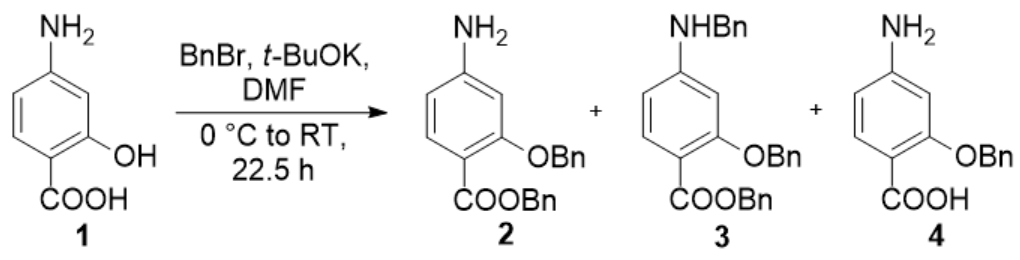 NH2
OH
COOH
1
BnBr, t-BuOK,
DMF
0 °C to RT,
22.5 h
NH2
OBn
COOBn
2
+
NHBn
OBn
COOBn
3
+
NH2
OBn
COOH
4